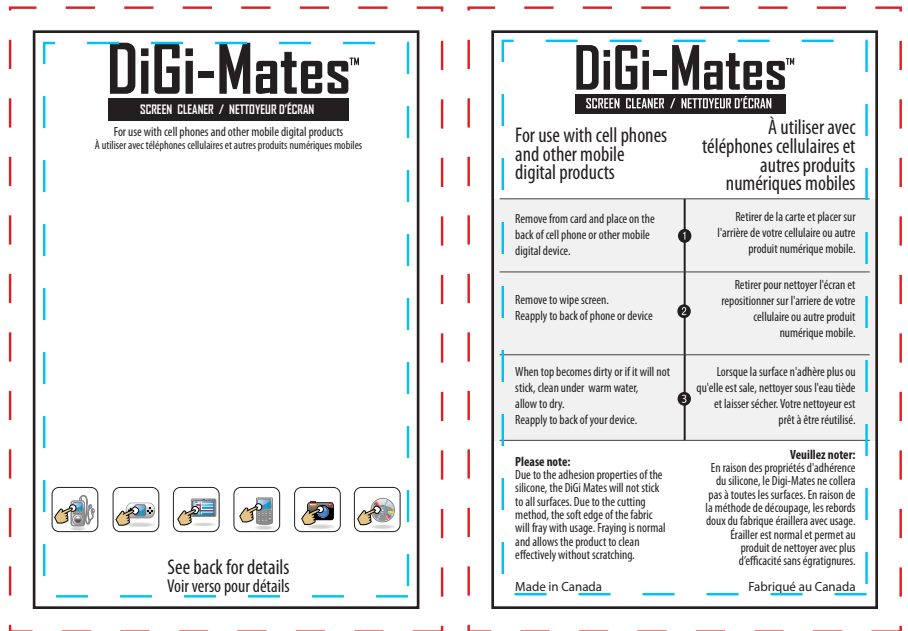 DiGi-Mates™
SCREEN CLEANER / NETTOYEUR D'ÉCRAN
For use with cell phones and other mobile digital products
À utiliser avec téléphones cellulaires et autres produits numériques mobiles
See back for details
Voir verso pour détails
DiGi-Mates™
SCREEN CLEANER / NETTOYEUR D'ÉCRAN
For use with cell phones
and other mobile
digital products
À utiliser avec
téléphones cellulaires et
autres produits
numériques mobiles
Remove from card and place on the
back of cell phone or other mobile
digital device.
1
Retirer de la carte et placer sur
l'arrière de votre cellulaire ou autre
produit numérique mobile.
Remove to wipe screen.
Reapply to back of phone or device
2
Retirer pour nettoyer l'écran et
repositionner sur l'arriere de votre
cellulaire ou autre produit
numérique mobile.
When top becomes dirty or if it will not
stick, clean under warm water,
allow to dry.
Reapply to back of your device.
3
Lorsque la surface n'adhère plus ou
qu'elle est sale, nettoyer sous l'eau tiède
et laisser sécher. Votre nettoyeur est
prêt à être réutilisé.
Please note:
Due to the adhesion properties of the
silicone, the DiGi Mates will not stick
to all surfaces. Due to the cutting
method, the soft edge of the fabric
will fray with usage. Fraying is normal
and allows the product to clean
effectively without scratching.
Veuillez noter:
En raison des propriétés d'adhérence
du silicone, le Digi-Mates ne collera
pas à toutes les surfaces. En raison de
la méthode de découpage, les rebords
doux du fabrique éraillera avec usage.
Érailler est normal et permet au
produit de nettoyer avec plus
d'efficacité sans égratignures.
Made in Canada
Fabriqué au Canada